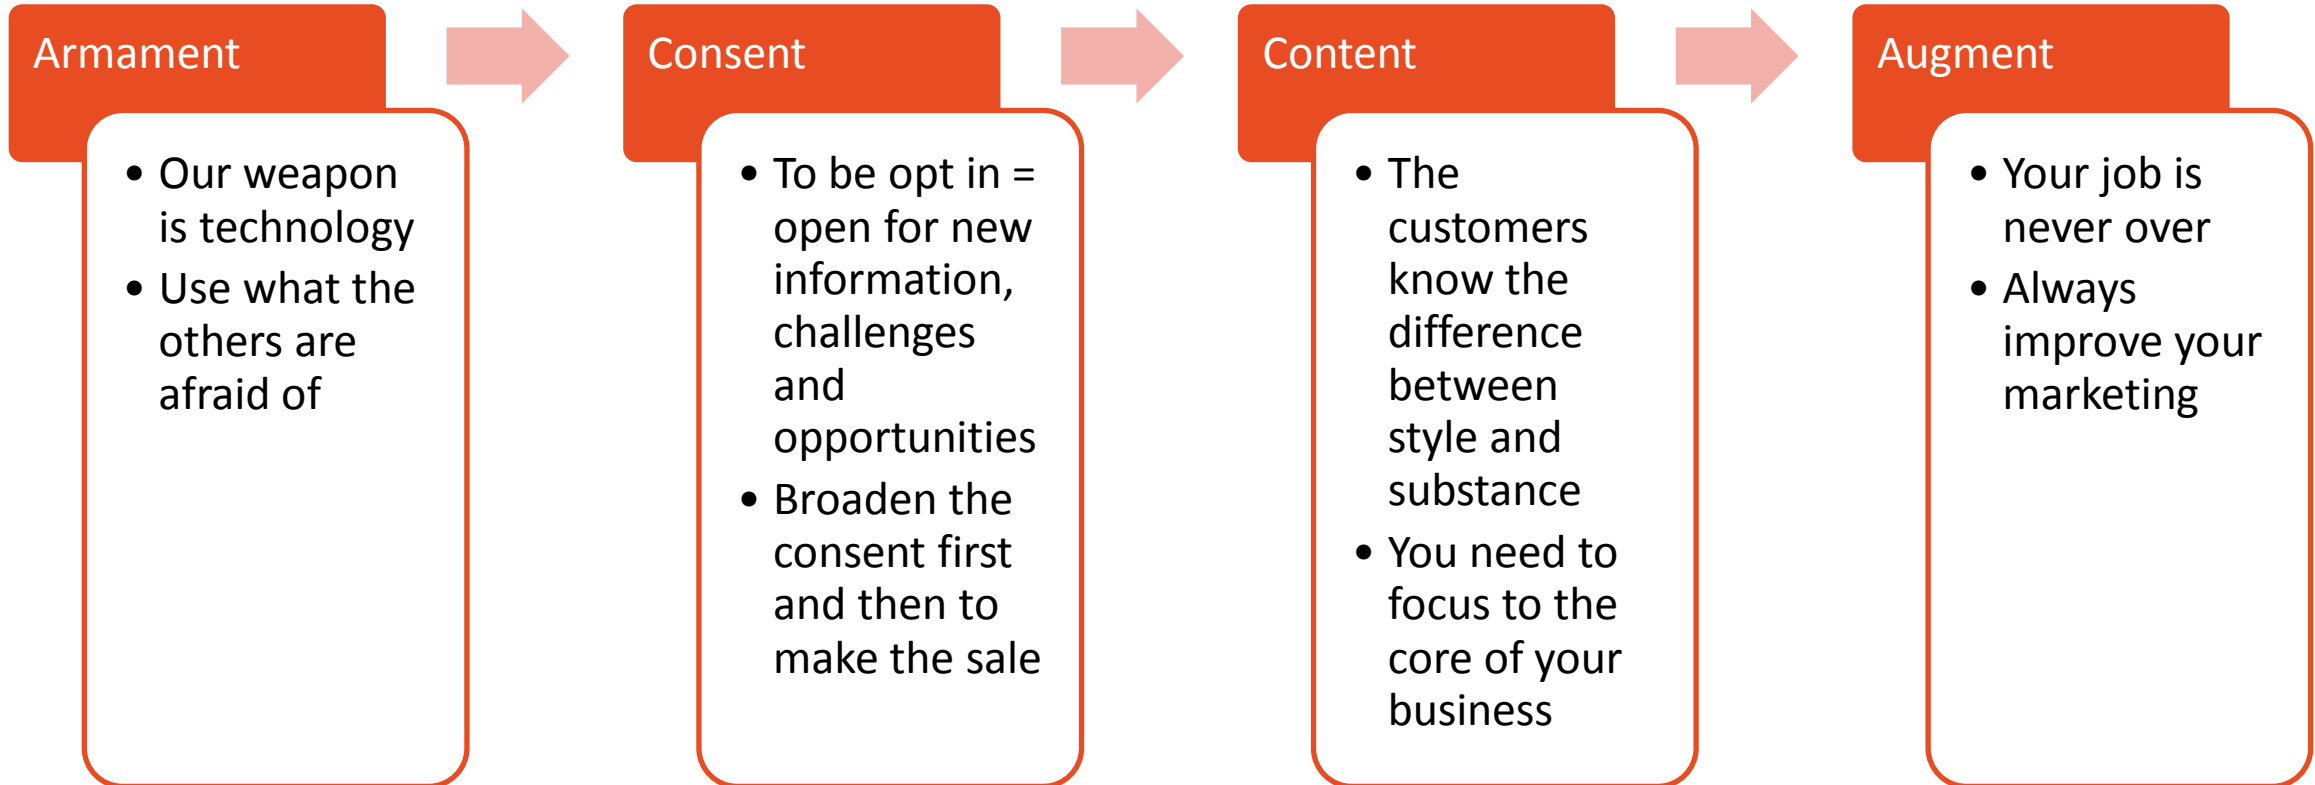 Armament
• Our weapon
is technology
• Use what the
others are
afraid of
Consent
• To be opt in =
open for new
information,
challenges
and
opportunities
• Broaden the
consent first
and then to
make the sale
Content
• The
customers
know the
difference
between
style and
substance
• You need to
focus to the
core of your
business
Augment
• Your job is
never over
• Always
improve your
marketing